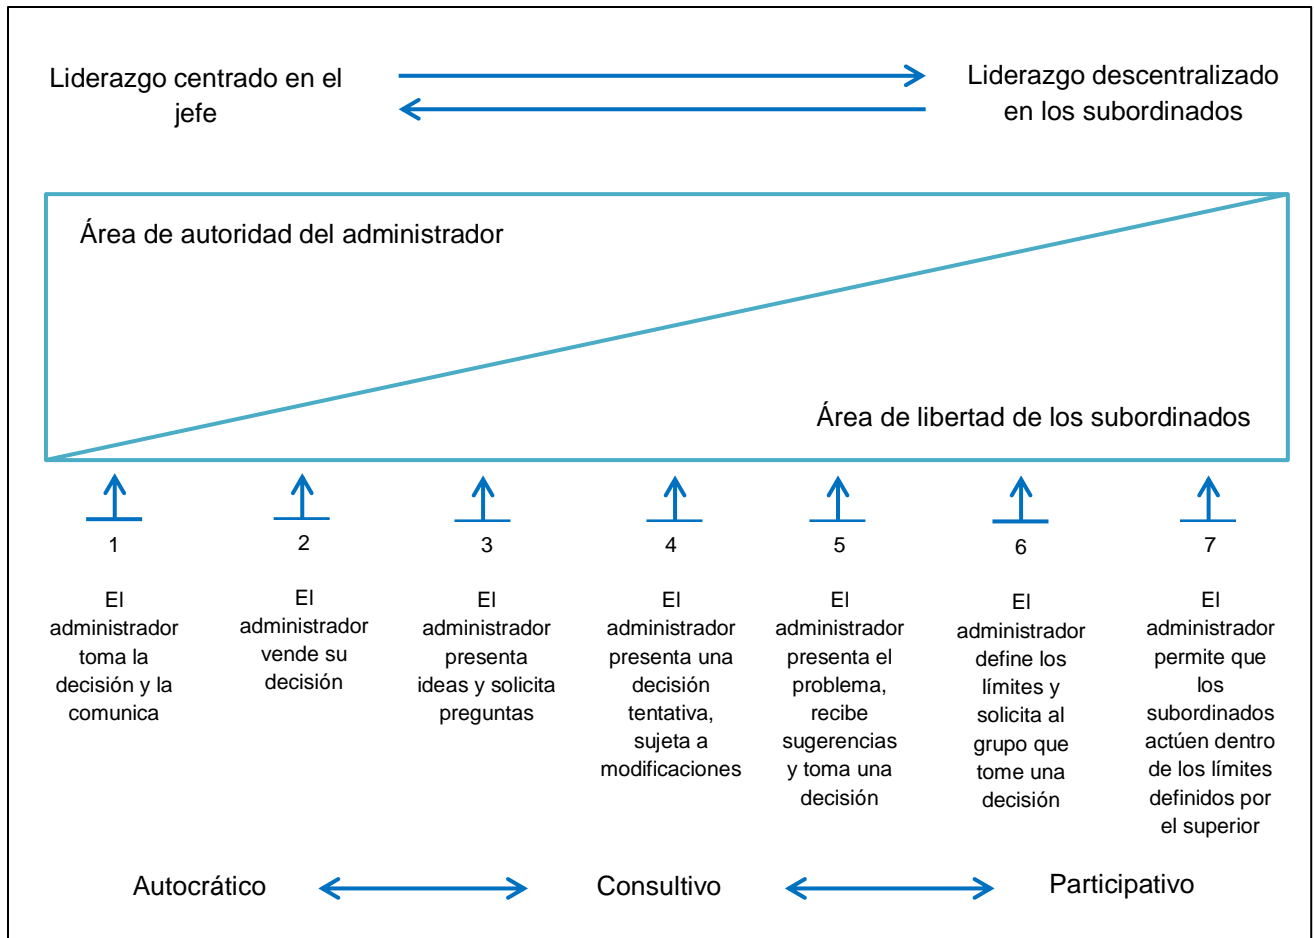 Liderazgo centrado en el
jefe
Liderazgo descentralizado
en los subordinados
Área de autoridad del administrador
Área de libertad de los subordinados
1
El
administrador
toma la
decisión y la
comunica
2
El
administrador
vende su
decisión
3
El
administrador
presenta
ideas y solicita
preguntas
4
El
administrador
presenta una
decisión
tentativa,
sujeta a
modificaciones
5
El
administrador
presenta el
problema,
recibe
sugerencias
y toma una
decisión
6
El
administrador
define los
límites y
solicita al
grupo que
tome una
decisión
7
El
administrador
permite que
los
subordinados
actúen dentro
de los límites
definidos por
el superior
Autocrático
Consultivo
Participativo